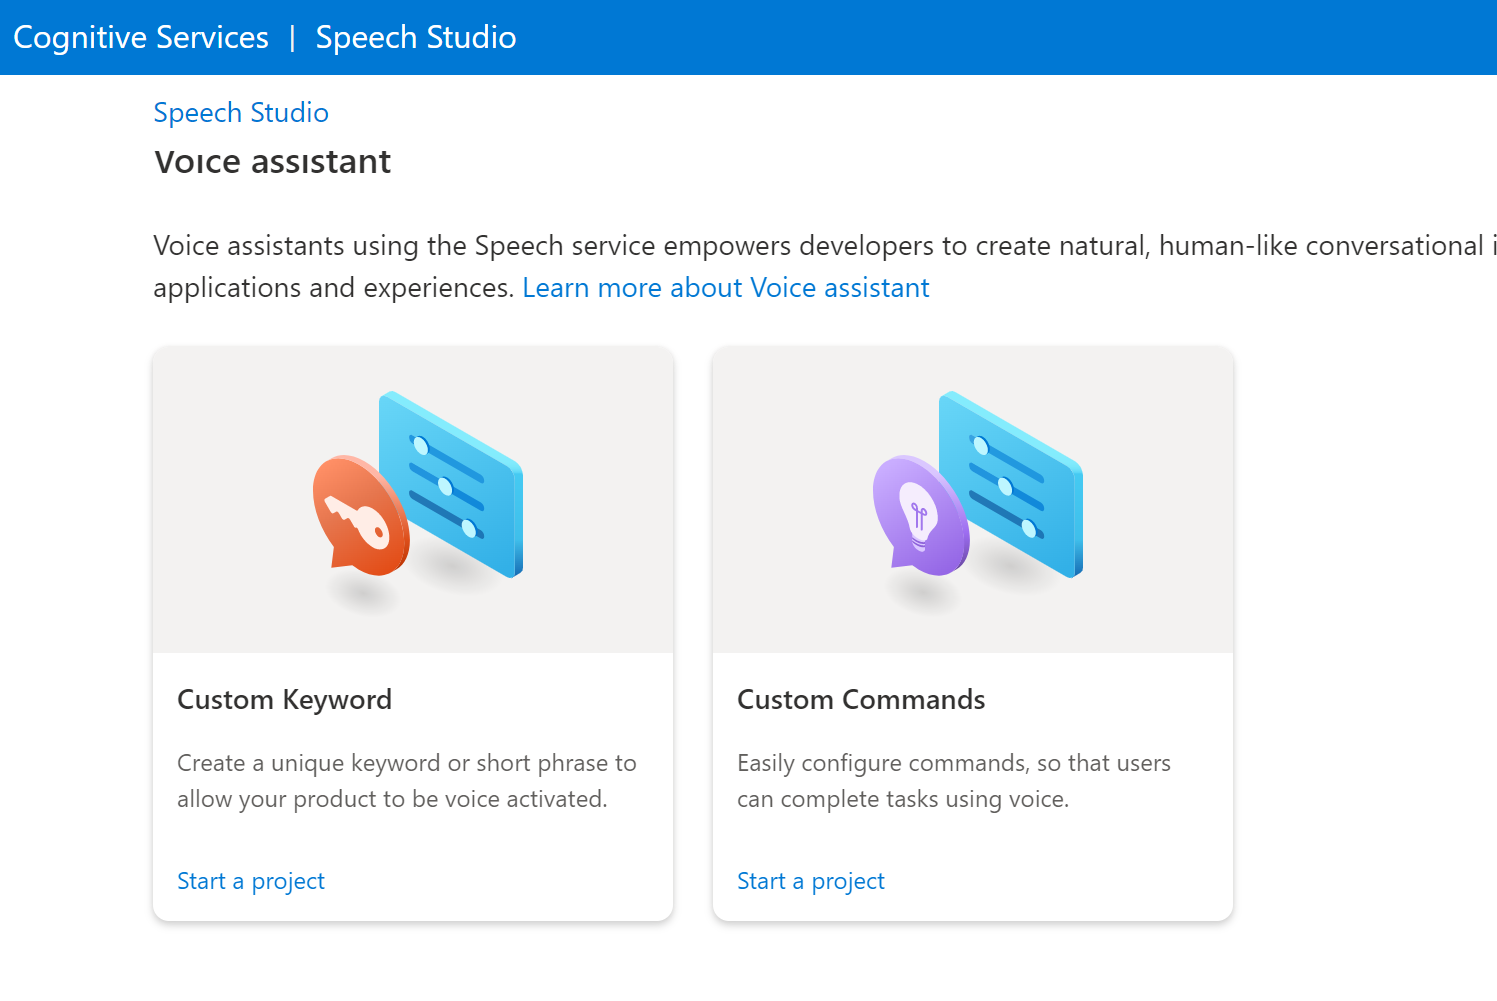 Cognitive Services | Speech Studio
Speech Studio
Voice assistant
Voice assistants using the Speech service empowers developers to create natural, human-like conversational
applications and experiences. Learn more about Voice assistant
Custom Keyword
Create a unique keyword or short phrase to
allow your product to be voice activated.
Start a project
Custom Commands
Easily configure commands, so that users
can complete tasks using voice.
Start a project